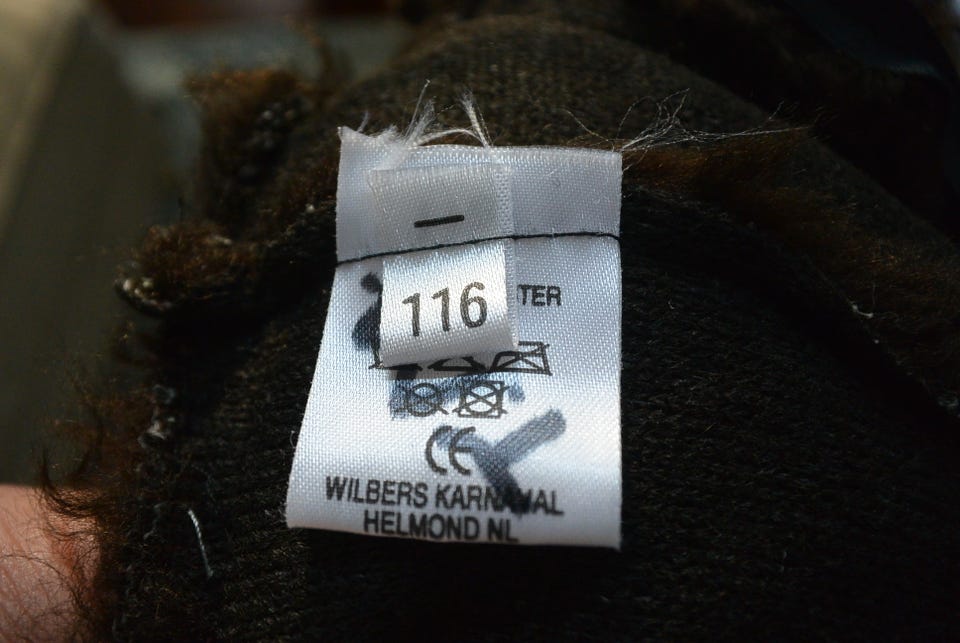 116
TER
CE
WILBERS KARNAVAL
HELMOND NL